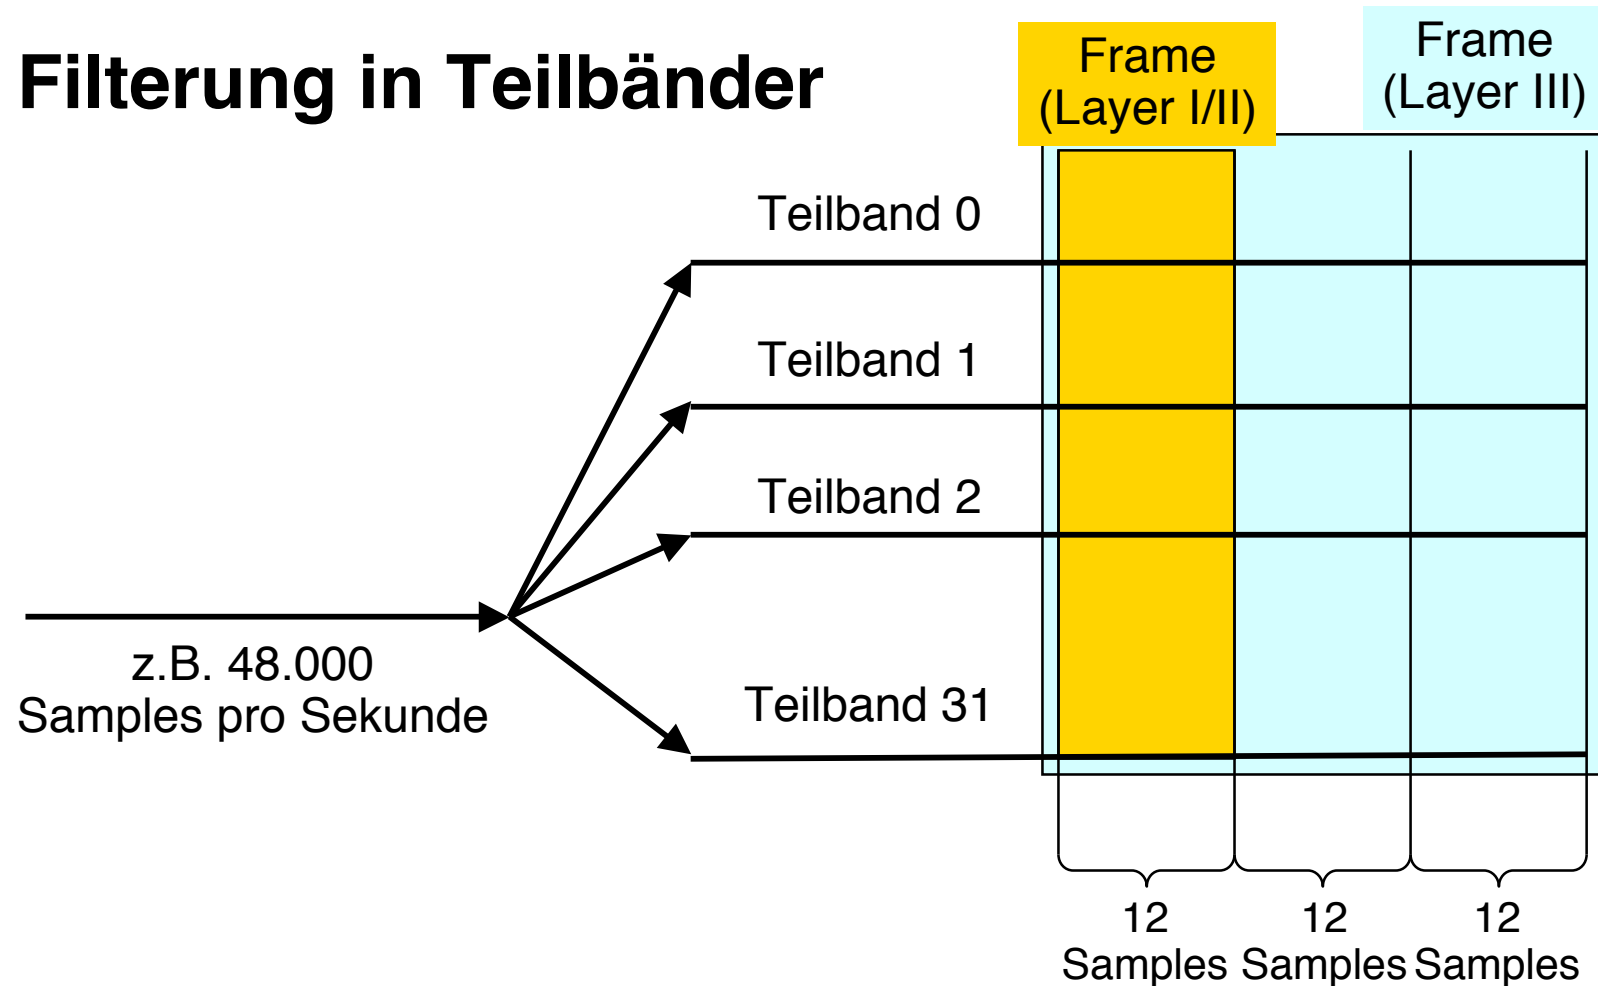 Filterung in Teilbänder
Frame
(Layer I/II)
Frame
(Layer III)
Teilband 0
Teilband 1
Teilband 2
Teilband 31
z.B. 48.000
Samples pro Sekunde
12
Samples
12
Samples
12
Samples